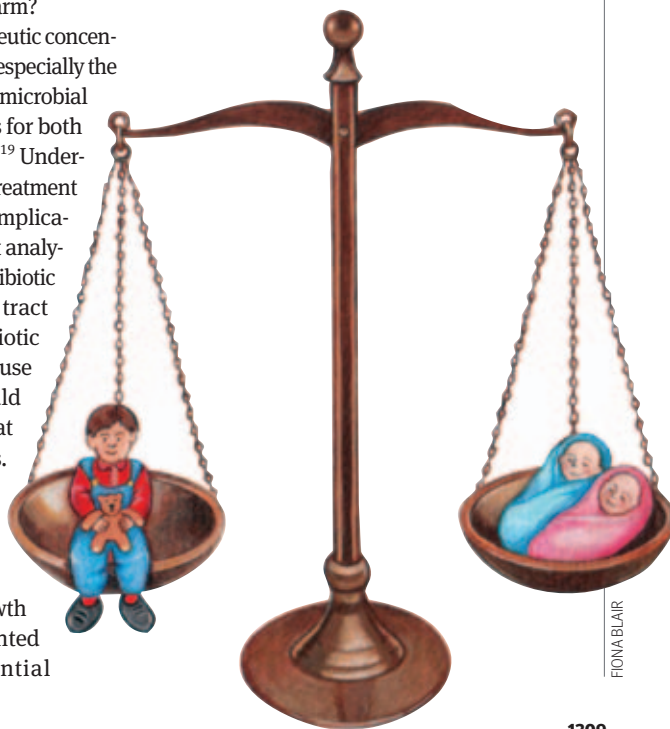 arm?
eutic concen-
especially the
microbial
s for both
19 Under-
reatment
mplica-
t analy-
ibiotic
tract
iotic
use
ld
at
s.
wth
nted
ntial
FIONA BLAIR